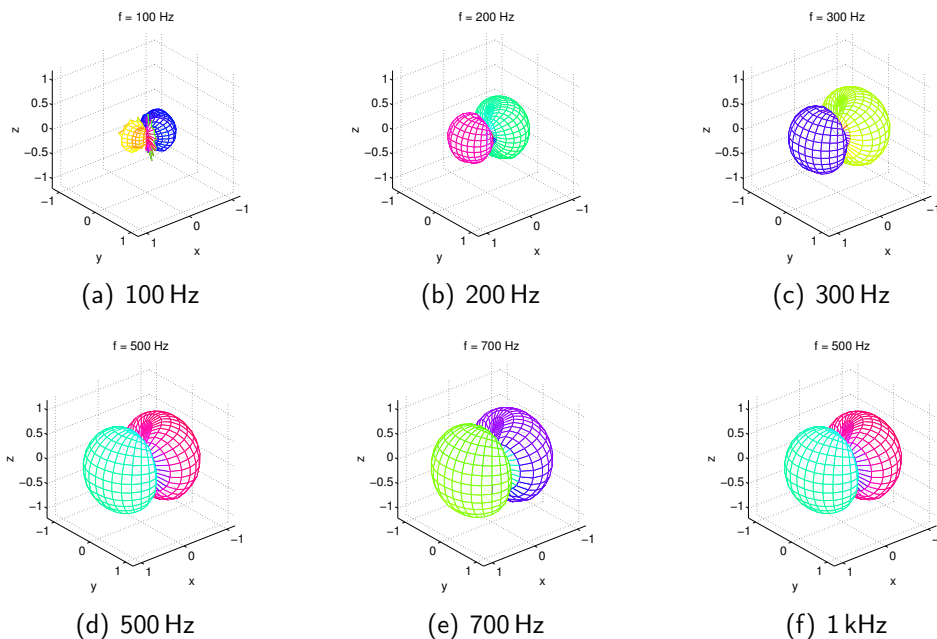 f = 100 Hz
1
0.5
0
−0.5
−1
z
−1
0
1
y
1
0
−1
x
(a) 100 Hz
f = 200 Hz
1
0.5
0
−0.5
−1
z
−1
0
1
y
1
0
−1
x
(b) 200 Hz
f = 300 Hz
1
0.5
0
−0.5
−1
z
−1
0
1
y
1
0
−1
x
(c) 300 Hz
f = 500 Hz
1
0.5
0
−0.5
−1
z
−1
0
1
y
1
0
−1
x
(d) 500 Hz
f = 700 Hz
1
0.5
0
−0.5
−1
z
−1
0
1
y
1
0
−1
x
(e) 700 Hz
f = 500 Hz
1
0.5
0
−0.5
−1
z
−1
0
1
y
1
0
−1
x
(f) 1 kHz